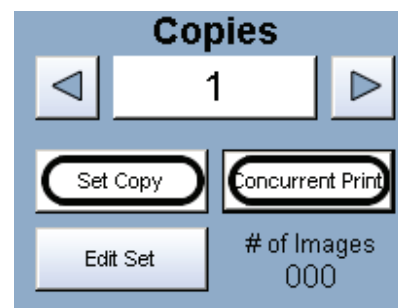 Copies
1
Set Copy
Concurrent Print
Edit Set
# of Images
000